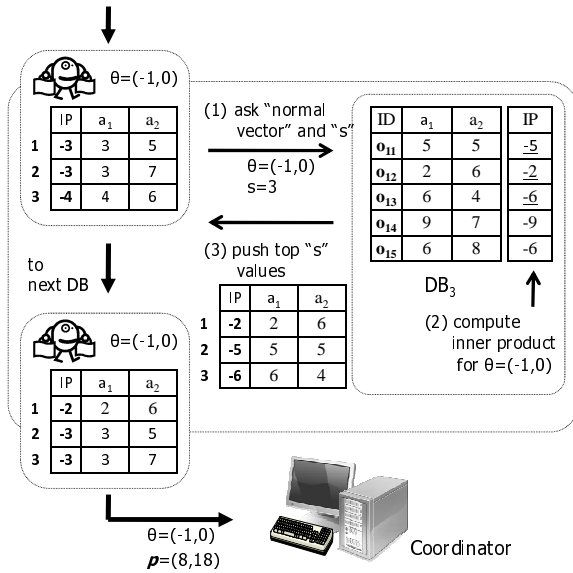 θ=(-1,0)
IP a1 a2
1 -3 3 5
2 -3 3 7
3 -4 4 6
(1) ask “normal
vector” and “s”
θ=(-1,0)
s=3
ID a1 a2 IP
o11 5 5 -5
o12 2 6 -2
o13 6 4 -6
o14 9 7 -9
o15 6 8 -6
DB3
(2) compute
inner product
for θ=(-1,0)
(3) push top “s”
values
IP a1 a2
1 -2 2 6
2 -5 5 5
3 -6 6 4
to
next DB
θ=(-1,0)
IP a1 a2
1 -2 2 6
2 -3 3 5
3 -3 3 7
θ=(-1,0)
p=(8,18)
Coordinator